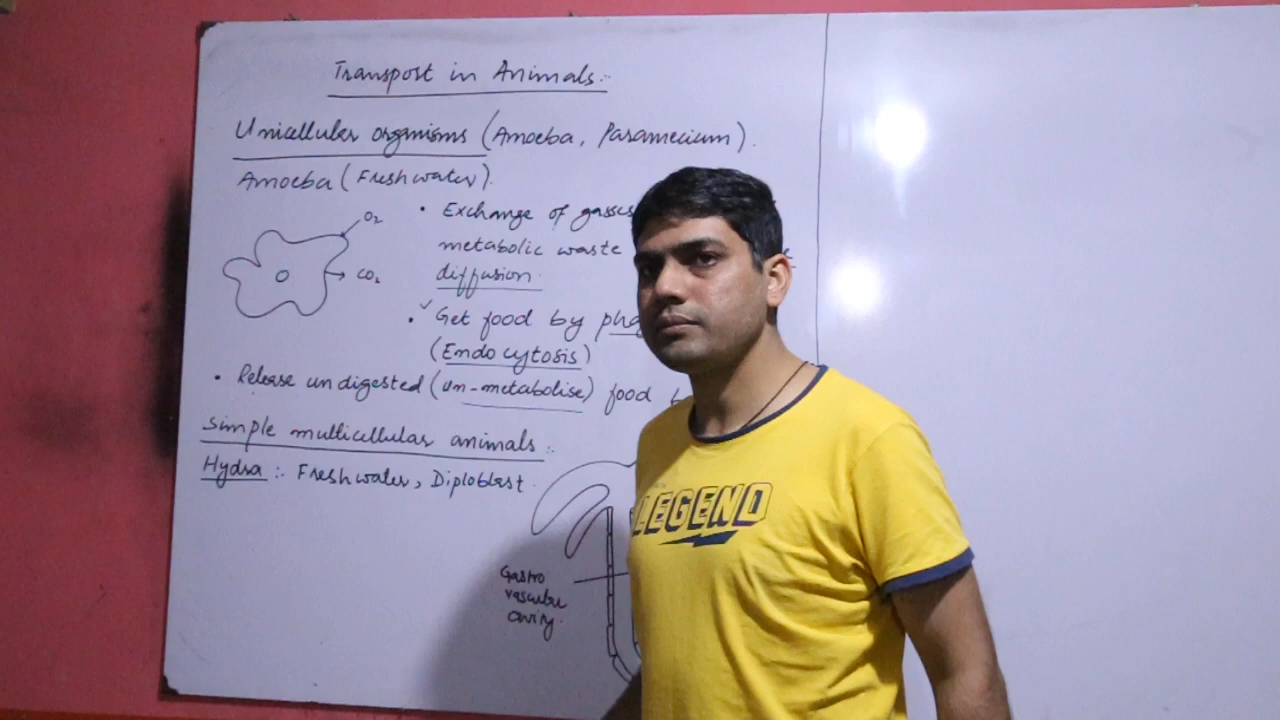 Transport in Animals:-
Unicellular organisms (Amoeba, Paramecium).
Amoeba (Freshwater).
O2
CO2
• Exchange of gasses
metabolic waste
diffusion.
• ✓ Get food by
(Endocytosis)
• Release undigested (un-metabolise) food
Simple multicellular animals:-
Hydra :- Freshwater, Diploblast.
Gastro
vascular
cavity.
LEGEND